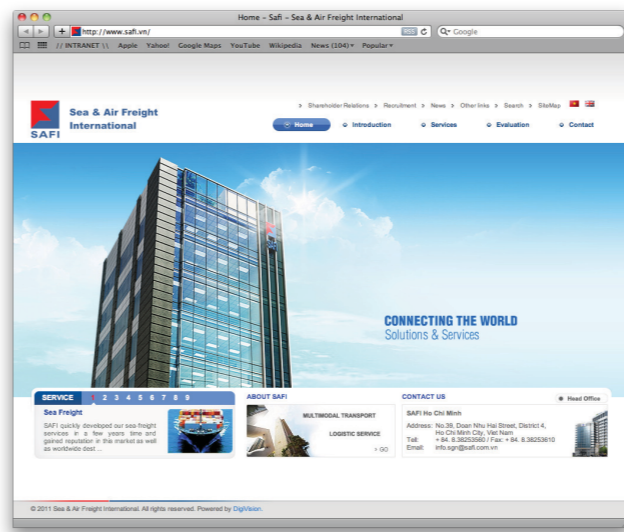 Home – Safi – Sea & Air Freight International
http://www.safi.vn/
RSS
Google
// INTRANET \\ Apple Yahoo! Google Maps YouTube Wikipedia News (104) Popular
> Shareholder Relations > Recruitment > News > Other links > Search > SiteMap
SAFI
Sea & Air Freight
International
Home Introduction Services Evaluation Contact
CONNECTING THE WORLD
Solutions & Services
SERVICE 1 2 3 4 5 6 7 8 9
Sea Freight
SAFI quickly developed our sea freight
services in a few years time and
gained reputation in the market as well
as worldwide dest ...
ABOUT SAFI
MULTIMODAL TRANSPORT
LOGISTIC SERVICE
> GO
CONTACT US
Head Office
SAFI Ho Chi Minh
Address: No.39, Doan Nhu Hai Street, District 4,
Ho Chi Minh City, Viet Nam
Tell: + 84. 8.38253560 / Fax: + 84. 8.38253610
Email: info.sgn@safi.com.vn
© 2011 Sea & Air Freight International. All rights reserved. Powered by DigiVision.